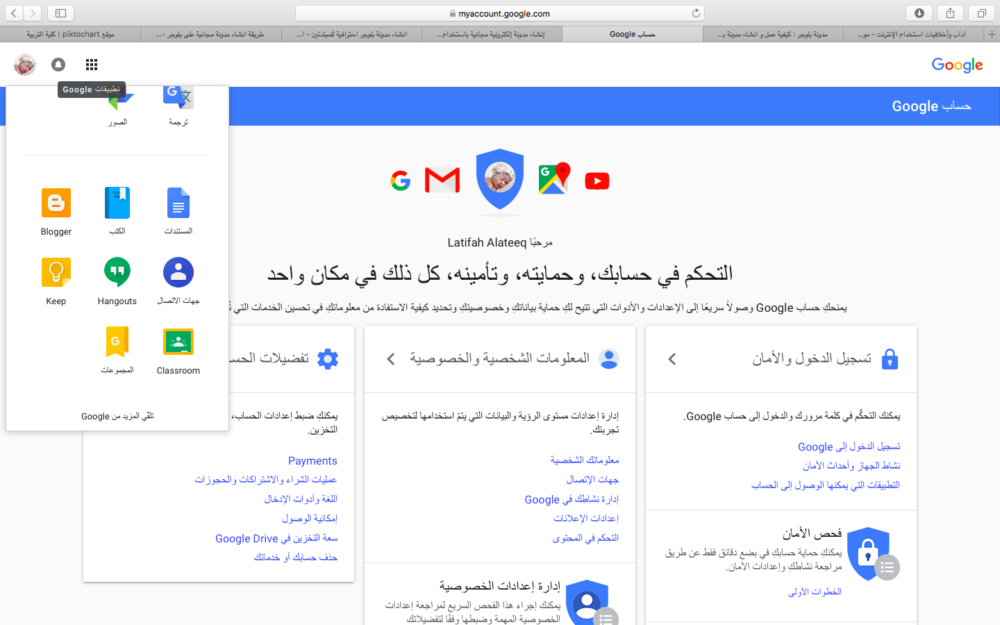 myaccount.google.com
موقع piktochart | كلية التربية
طريقة انشاء مدونة مجانية على بلوجر -...
انشاء مدونة بلوجر احترافية للمبتدئين - ا...
إنشاء مدونة إلكترونية مجانية باستخدام...
حساب Google
مدونة بلوجر : كيفية عمل و انشاء مدونة ب...
آداب وأخلاقيات استخدام الإنترنت - مو...
Google
تطبيقات Google
حساب Google
ترجمة
الصور
المستندات
الكتب
Blogger
جهات الاتصال
Hangouts
Keep
Classroom
المجموعات
تلقّي المزيد من Google
مرحبًا Latifah Alateeq
التحكم في حسابك، وحمايته، وتأمينه، كل ذلك في مكان واحد
يمنحكِ حساب Google وصولاً سريعًا إلى الإعدادات والأدوات التي تتيح لكِ حماية بياناتكِ وخصوصيتكِ وتحديد كيفية الاستفادة من معلوماتكِ في تحسين الخدمات التي
تسجيل الدخول والأمان
يمكنك التحكُّم في كلمة مرورك والدخول إلى حساب Google.
تسجيل الدخول إلى Google
نشاط الجهاز وأحداث الأمان
التطبيقات التي يمكنها الوصول إلى الحساب
فحص الأمان
يمكنكِ حماية حسابكِ في بضع دقائق فقط عن طريق
مراجعة نشاطكِ وإعدادات الأمان.
الخطوات الأولى
المعلومات الشخصية والخصوصية
إدارة إعدادات مستوى الرؤية والبيانات التي يتمّ استخدامها لتخصيص
تجربتك.
معلوماتك الشخصية
جهات الإتصال
إدارة نشاطِك في Google
إعدادات الإعلانات
التحكم في المحتوى
إدارة إعدادات الخصوصية
يمكنك إجراء هذا الفحص السريع لمراجعة إعدادات
الخصوصية المهمة وضبطها وفقًا لتفضيلاتك
تفضيلات الحس
يمكنكِ ضبط إعدادات الحساب،
التخزين.
Payments
عمليات الشراء والاشتراكات والحجوزات
اللغة وأدوات الإدخال
إمكانية الوصول
سعة التخزين في Google Drive
حذف حسابك أو خدماتك